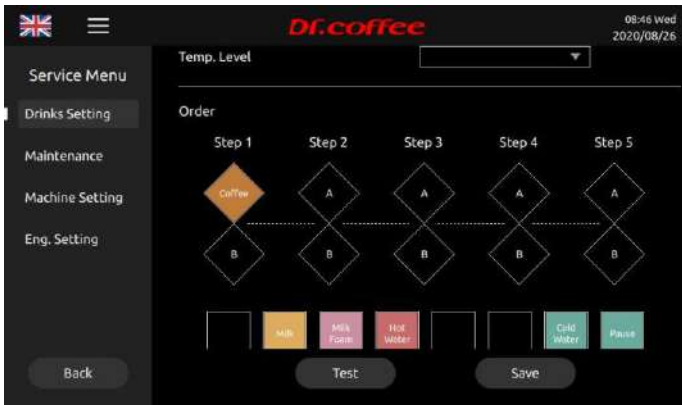 Dr.coffee
08:46 Wed
2020/08/26
Service Menu
Drinks Setting
Maintenance
Machine Setting
Eng. Setting
Back
Temp. Level
Order
Step 1 Step 2 Step 3 Step 4 Step 5
Coffee A A A A
B B B B B
Milk Milk Foam Hot Water Cold Water Pause
Test Save